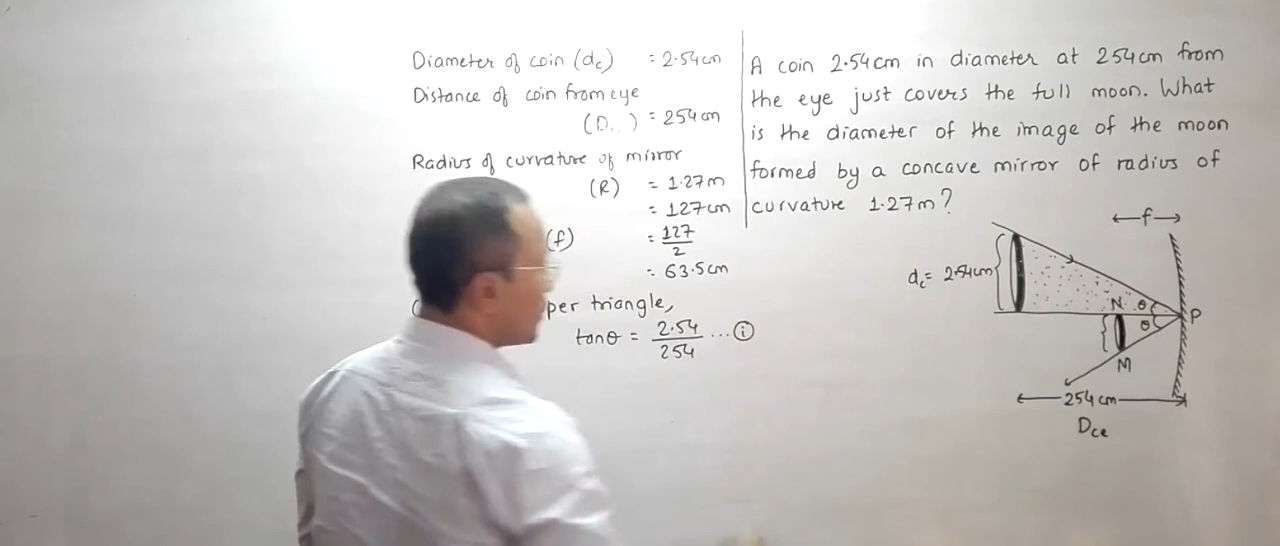 Diameter of coin (dc) = 2.54cm
Distance of coin from eye
(D..) = 254cm
Radius of curvature of mirror
(R) = 1.27m
= 127cm
(f) = 127/2
= 63.5cm
per triangle,
tanθ = 2.54/254 ...(i)
A coin 2.54cm in diameter at 254cm from
the eye just covers the full moon. What
is the diameter of the image of the moon
formed by a concave mirror of radius of
curvature 1.27m?
f
dc = 2.54cm
N θ
θ P
M
254cm
Dce